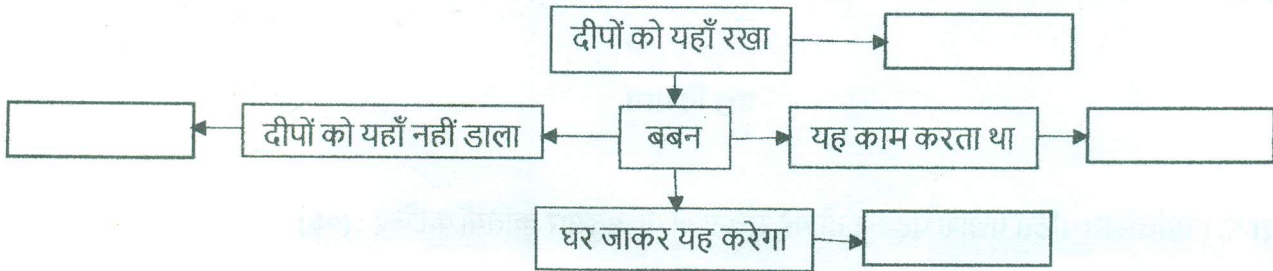 दीपों को यहाँ रखा
दीपों को यहाँ नहीं डाला
बबन
यह काम करता था
घर जाकर यह करेगा